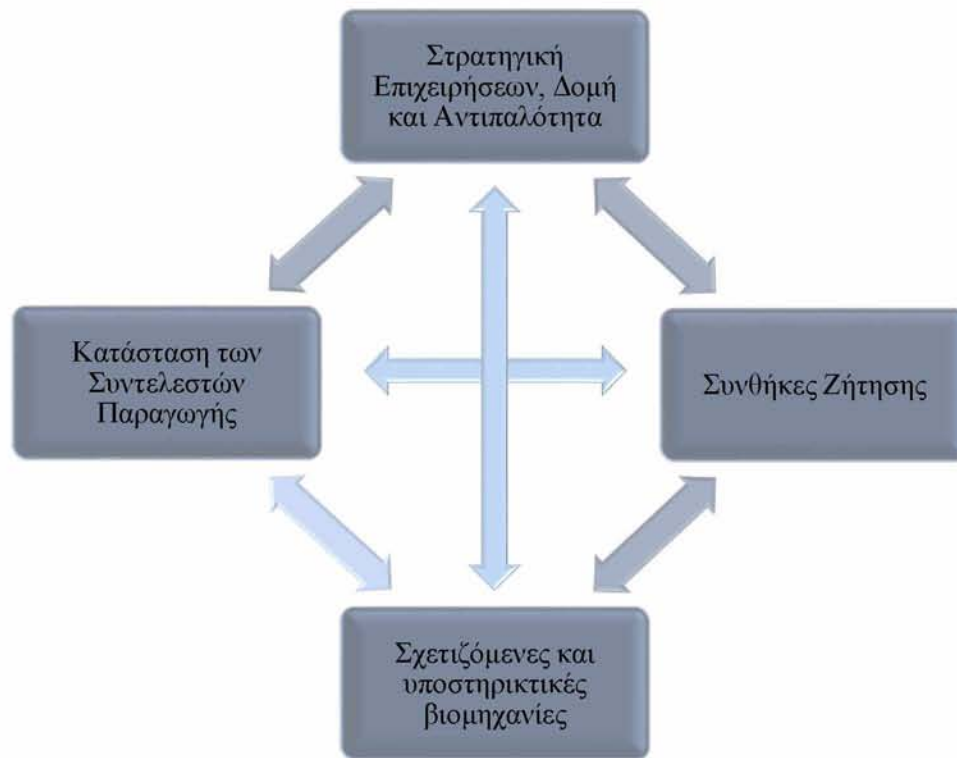 Στρατηγική
Επιχειρήσεων, Δομή
και Αντιπαλότητα
Κατάσταση των
Συντελεστών
Παραγωγής
Συνθήκες Ζήτησης
Σχετιζόμενες και
υποστηρικτικές
βιομηχανίες